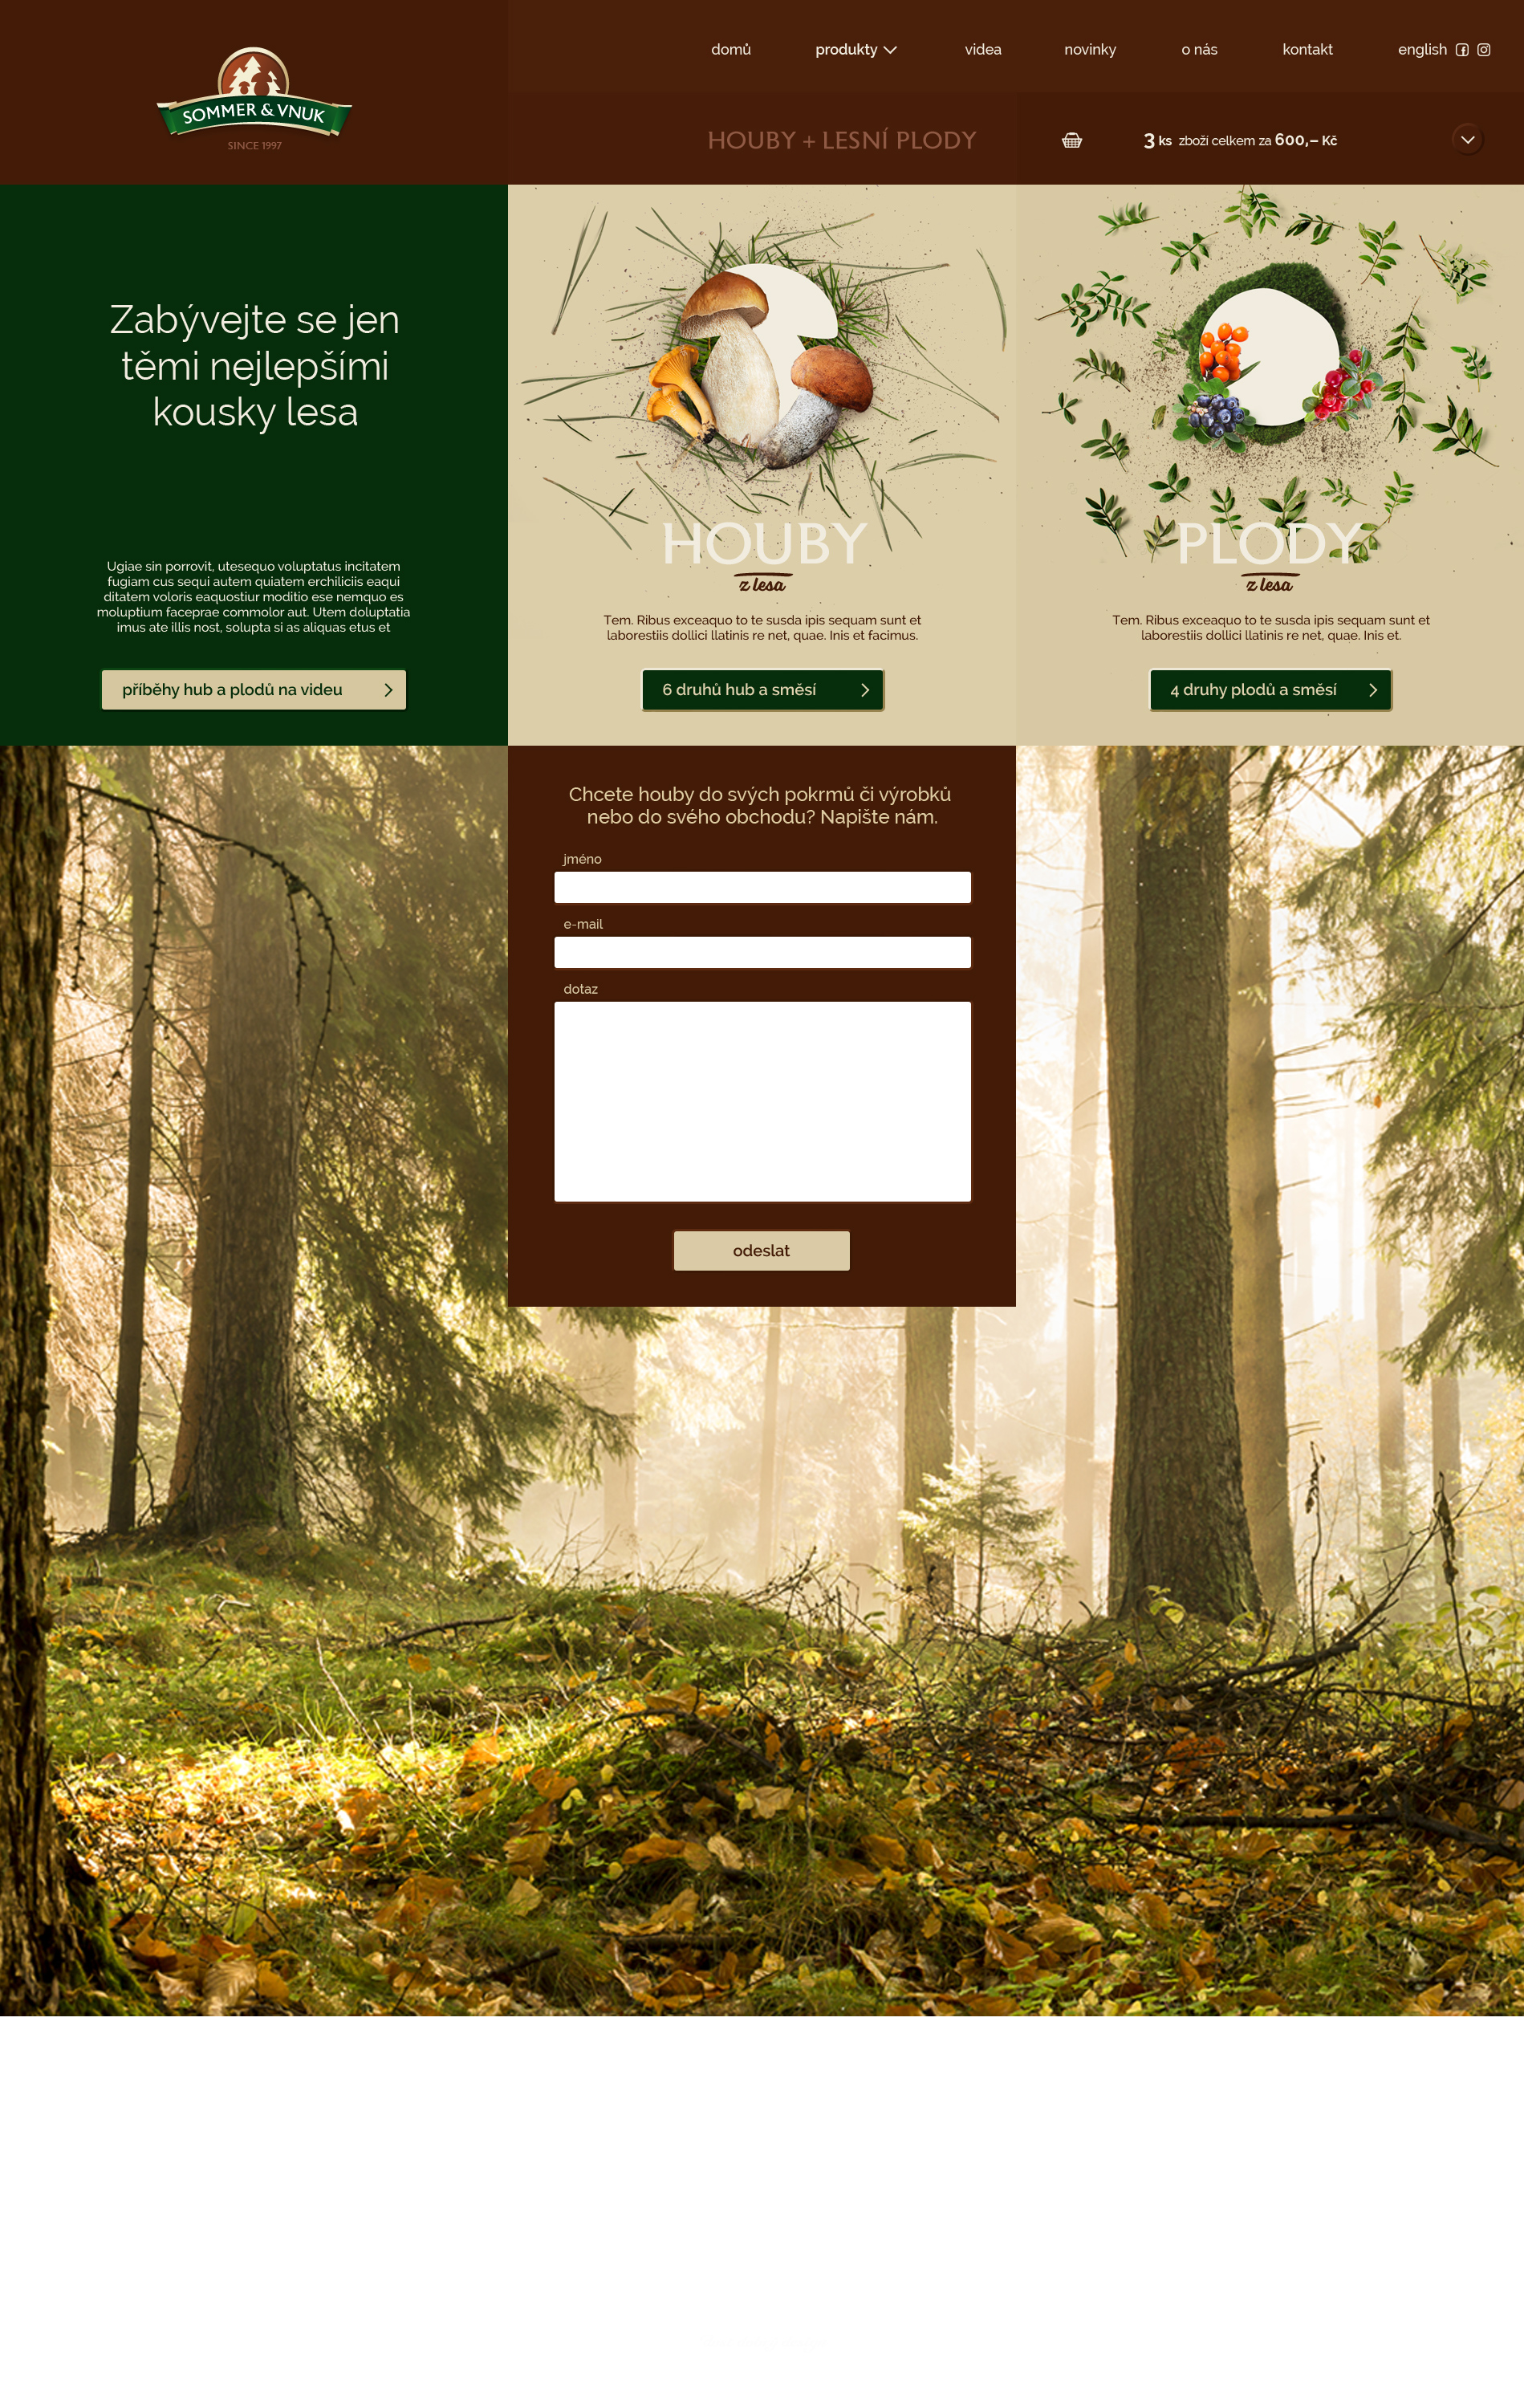 domů
produkty
videa
novinky
o nás
kontakt
english
SOMMER & VNUK
SINCE 1997
HOUBY + LESNÍ PLODY
3 ks zboží celkem za 600,– Kč
Zabývejte se jen
těmi nejlepšími
kousky lesa
Ugiae sin porrovit, utesequo voluptatus incitatem
fugiam cus sequi autem quiatem erchiliciis eaqui
ditatem voloris eaquostiur moditio ese nemquo es
moluptium faceprae commolor aut. Utem doluptatia
imus ate illis nost, solupta si as aliquas etus et
příběhy hub a plodů na videu
HOUBY
z lesa
Tem. Ribus exceaquo to te susda ipis sequam sunt et
laborestiis dollici llatinis re net, quae. Inis et facimus.
6 druhů hub a směsí
PLODY
z lesa
Tem. Ribus exceaquo to te susda ipis sequam sunt et
laborestiis dollici llatinis re net, quae. Inis et.
4 druhy plodů a směsí
Chcete houby do svých pokrmů či výrobků
nebo do svého obchodu? Napište nám.
jméno
e-mail
dotaz
odeslat